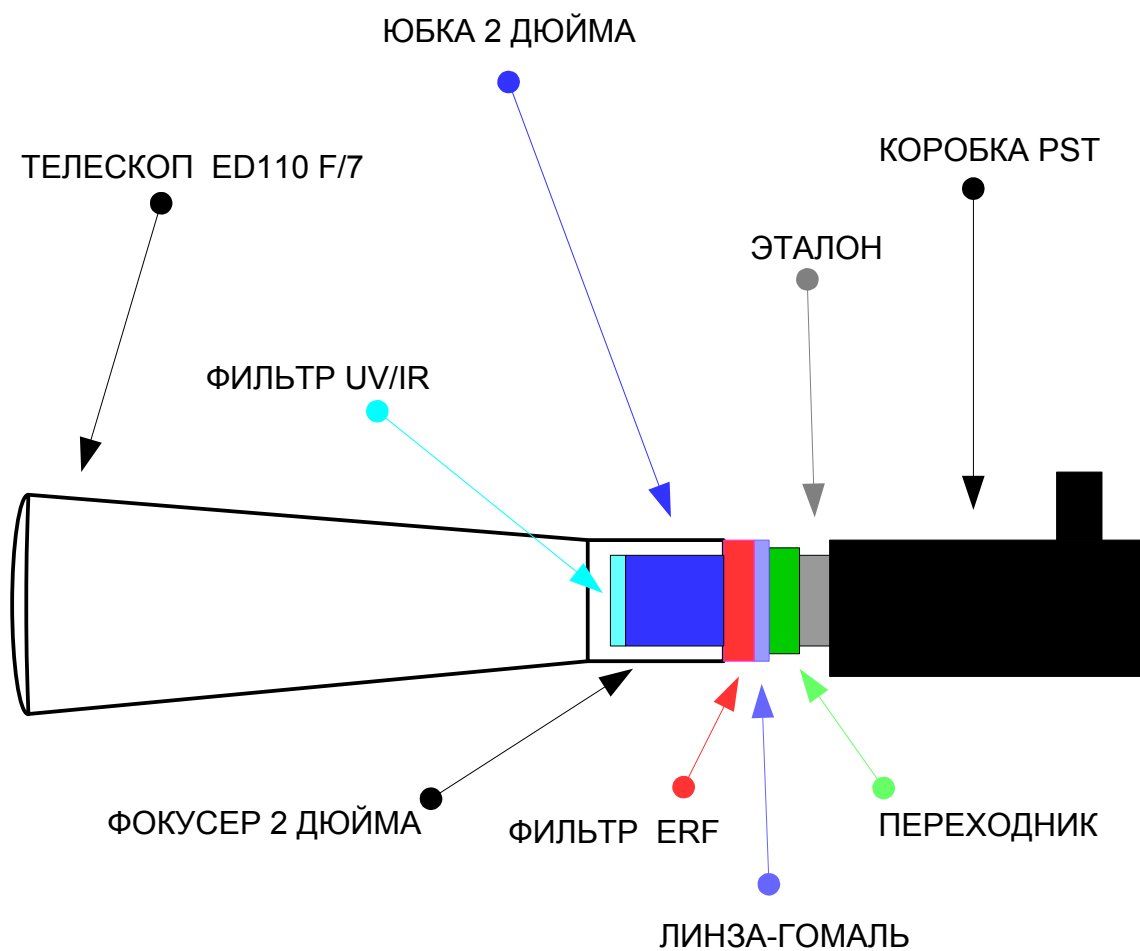 ЮБКА 2 ДЮЙМА
КОРОБКА PST
ТЕЛЕСКОП ED110 F/7
ЭТАЛОН
ФИЛЬТР UV/IR
ФОКУСЕР 2 ДЮЙМА
ФИЛЬТР ERF
ПЕРЕХОДНИК
ЛИНЗА-ГОМАЛЬ